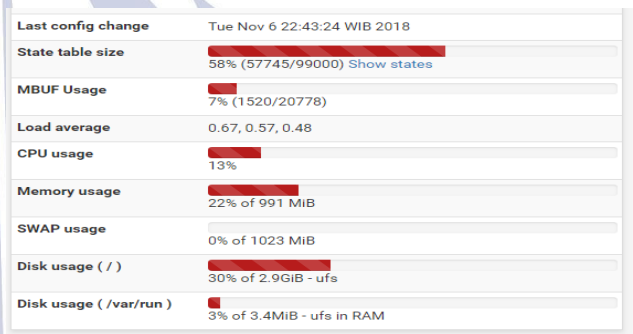 Last config change Tue Nov 6 22:43:24 WIB 2018
State table size
58% (57745/99000) Show states
MBUF Usage
7% (1520/20778)
Load average 0.67, 0.57, 0.48
CPU usage
13%
Memory usage
22% of 991 MiB
SWAP usage
0% of 1023 MiB
Disk usage ( / )
30% of 2.9GiB - ufs
Disk usage ( /var/run )
3% of 3.4MiB - ufs in RAM